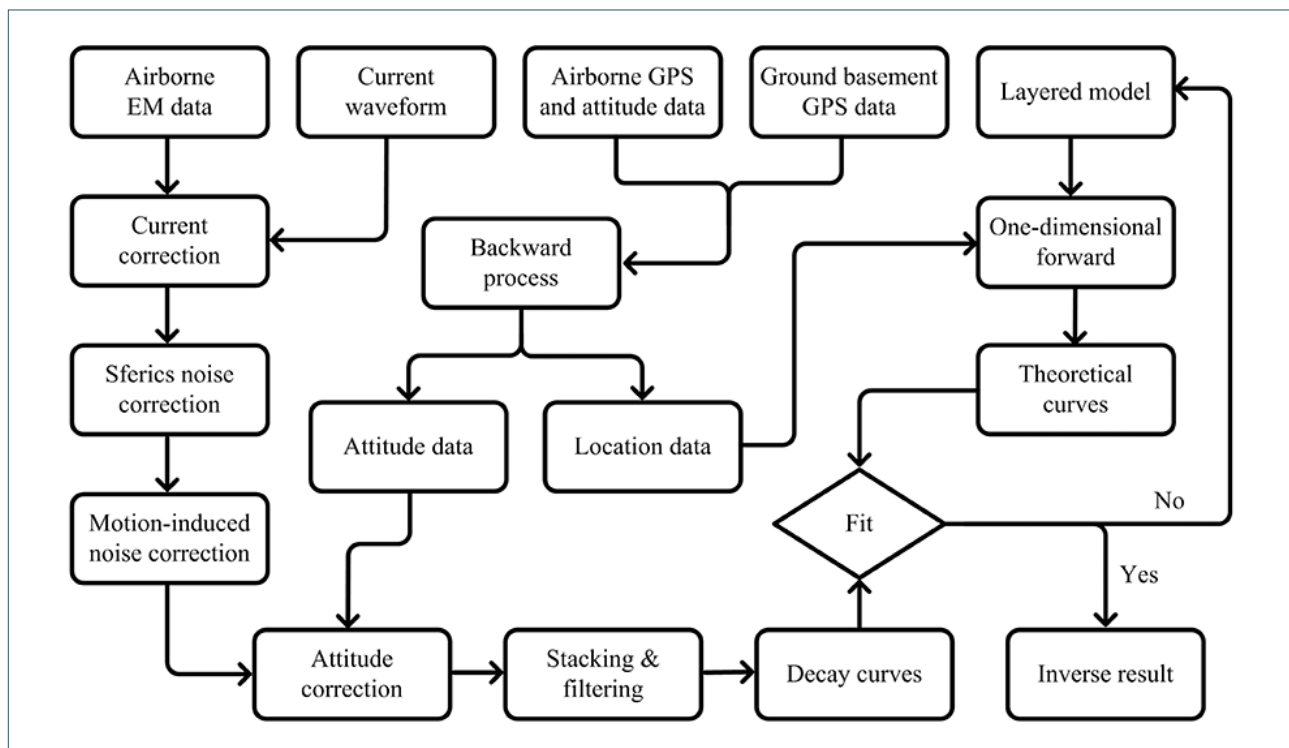 Airborne
EM data
Current
waveform
Airborne GPS
and attitude data
Ground basement
GPS data
Layered model
Current
correction
Backward
process
One-dimensional
forward
Sferics noise
correction
Attitude data
Location data
Theoretical
curves
Motion-induced
noise correction
Fit
No
Yes
Attitude
correction
Stacking &
filtering
Decay curves
Inverse result